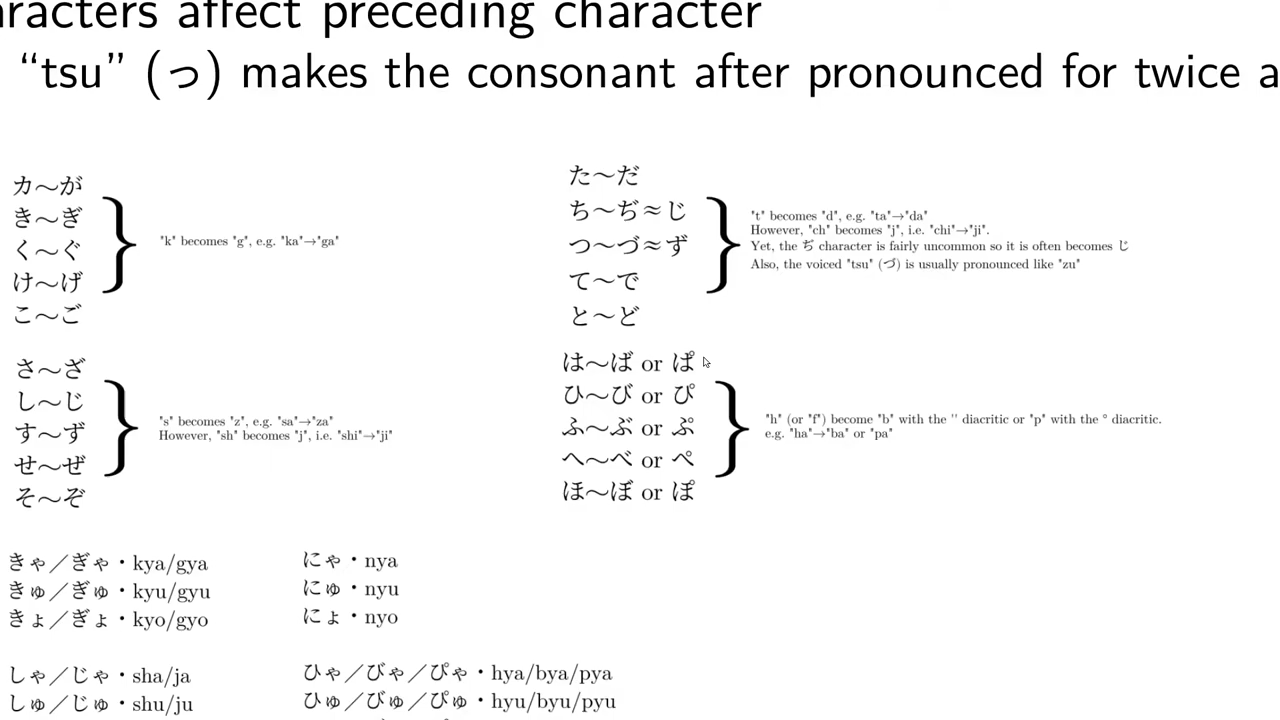 aracters affect preceding character
“tsu” (っ) makes the consonant after pronounced for twice a
カ〜が
き〜ぎ
く〜ぐ
け〜げ
こ〜ご
"k" becomes "g", e.g. "ka"→"ga"
た〜だ
ち〜ぢ≈じ
つ〜づ≈ず
て〜で
と〜ど
"t" becomes "d", e.g. "ta"→"da"
However, "ch" becomes "j", i.e. "chi"→"ji".
Yet, the ぢ character is fairly uncommon so it is often becomes じ
Also, the voiced "tsu" (づ) is usually pronounced like "zu"
さ〜ざ
し〜じ
す〜ず
せ〜ぜ
そ〜ぞ
"s" becomes "z", e.g. "sa"→"za"
However, "sh" becomes "j", i.e. "shi"→"ji"
は〜ば or ぱ
ひ〜び or ぴ
ふ〜ぶ or ぷ
へ〜べ or ペ
ほ〜ぼ or ぽ
"h" (or "f") become "b" with the '' diacritic or "p" with the ° diacritic.
e.g. "ha"→"ba" or "pa"
きゃ／ぎゃ・kya/gya
きゅ／ぎゅ・kyu/gyu
きょ／ぎょ・kyo/gyo
にゃ・nya
にゅ・nyu
にょ・nyo
しゃ／じゃ・sha/ja
しゅ／じゅ・shu/ju
ひゃ／びゃ／ぴゃ・hya/bya/pya
ひゅ／びゅ／ぴゅ・hyu/byu/pyu